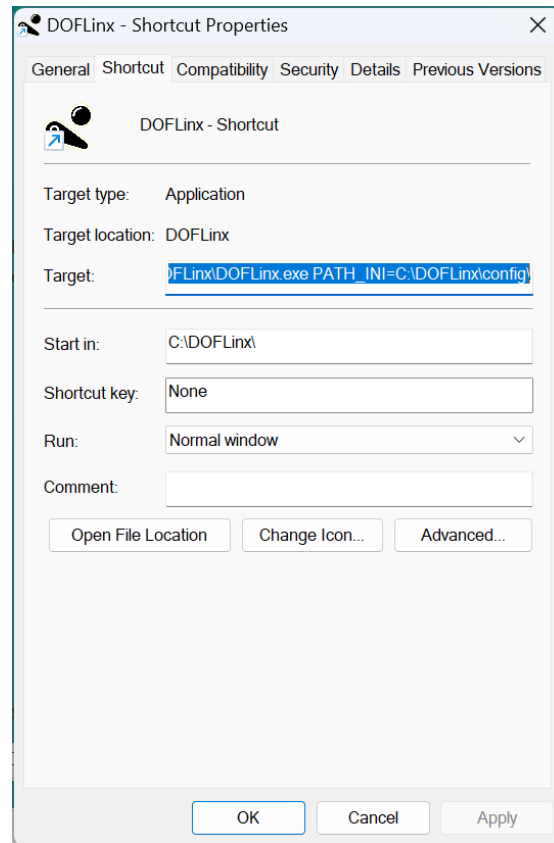 DOFLinx - Shortcut Properties
General Shortcut Compatibility Security Details Previous Versions
DOFLinx - Shortcut
Target type: Application
Target location: DOFLinx
Target: OFLinx\DOFLinx.exe PATH_INI=C:\DOFLinx\config\
Start in: C:\DOFLinx\
Shortcut key: None
Run: Normal window
Comment:
Open File Location Change Icon... Advanced...
OK Cancel Apply